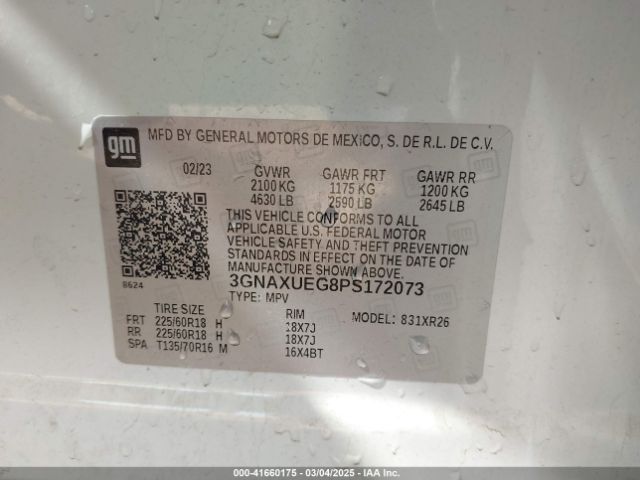 gm
MFD BY GENERAL MOTORS DE MEXICO, S. DE R.L. DE C.V.
02/23 GVWR GAWR FRT GAWR RR
2100 KG 1175 KG 1200 KG
4630 LB 2590 LB 2645 LB
THIS VEHICLE CONFORMS TO ALL
APPLICABLE U.S. FEDERAL MOTOR
VEHICLE SAFETY AND THEFT PREVENTION
STANDARDS IN EFFECT ON THE DATE OF
MANUFACTURE SHOWN ABOVE.
8624
3GNAXUEG8PS172073
TYPE: MPV
TIRE SIZE RIM MODEL: 831XR26
FRT 225/60R18 H 18X7J
RR 225/60R18 H 18X7J
SPA T135/70R16 M 16X4BT
000-41660175 - 03/04/2025 - IAA Inc.